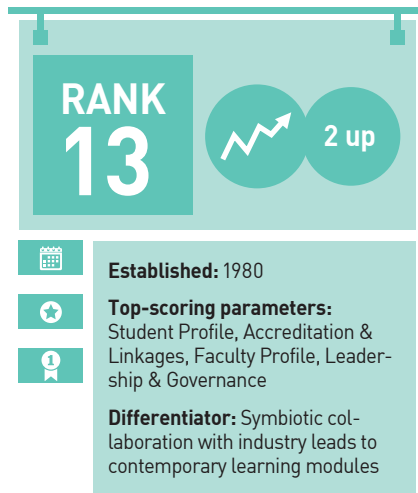 RANK
13
2 up
Established: 1980
Top-scoring parameters:
Student Profile, Accreditation &
Linkages, Faculty Profile, Leader-
ship & Governance
1
Differentiator: Symbiotic col-
laboration with industry leads to
contemporary learning modules